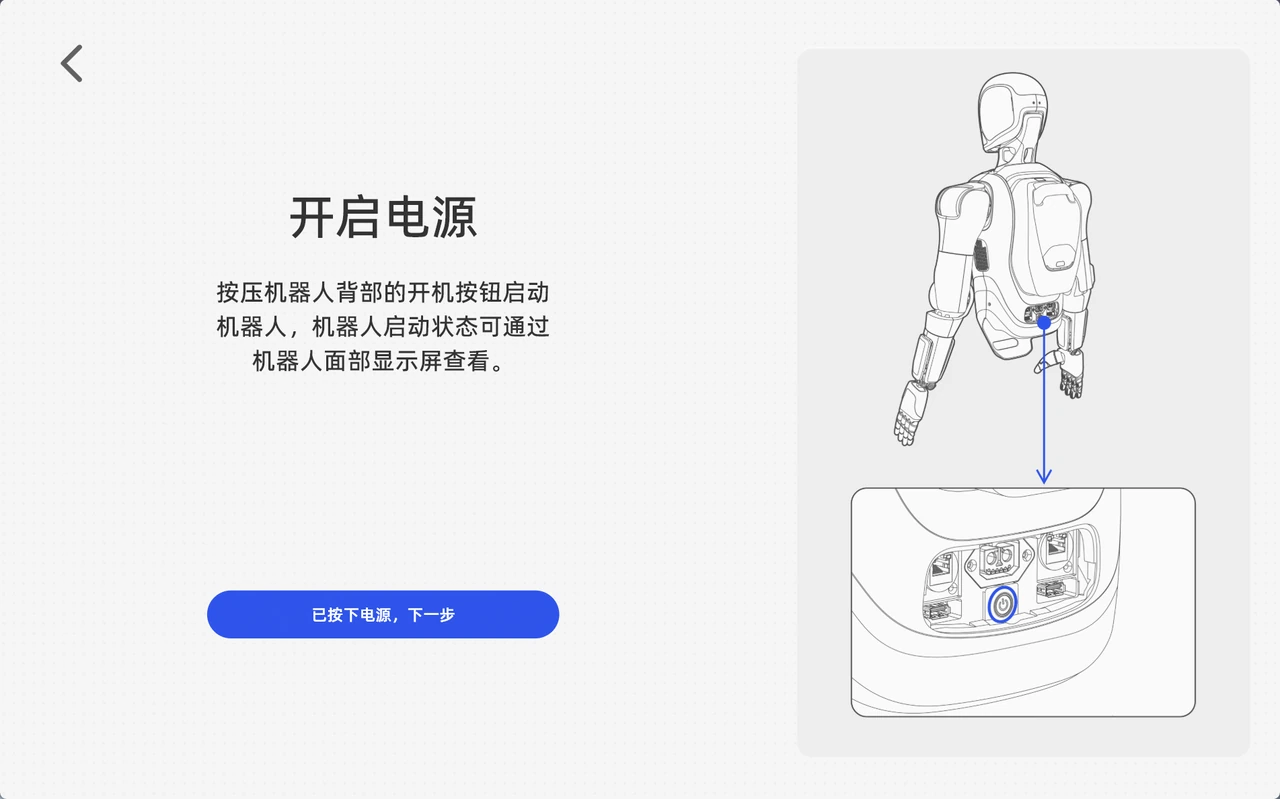 开启电源
按压机器人背部的开机按钮启动
机器人，机器人启动状态可通过
机器人面部显示屏查看。
已按下电源，下一步